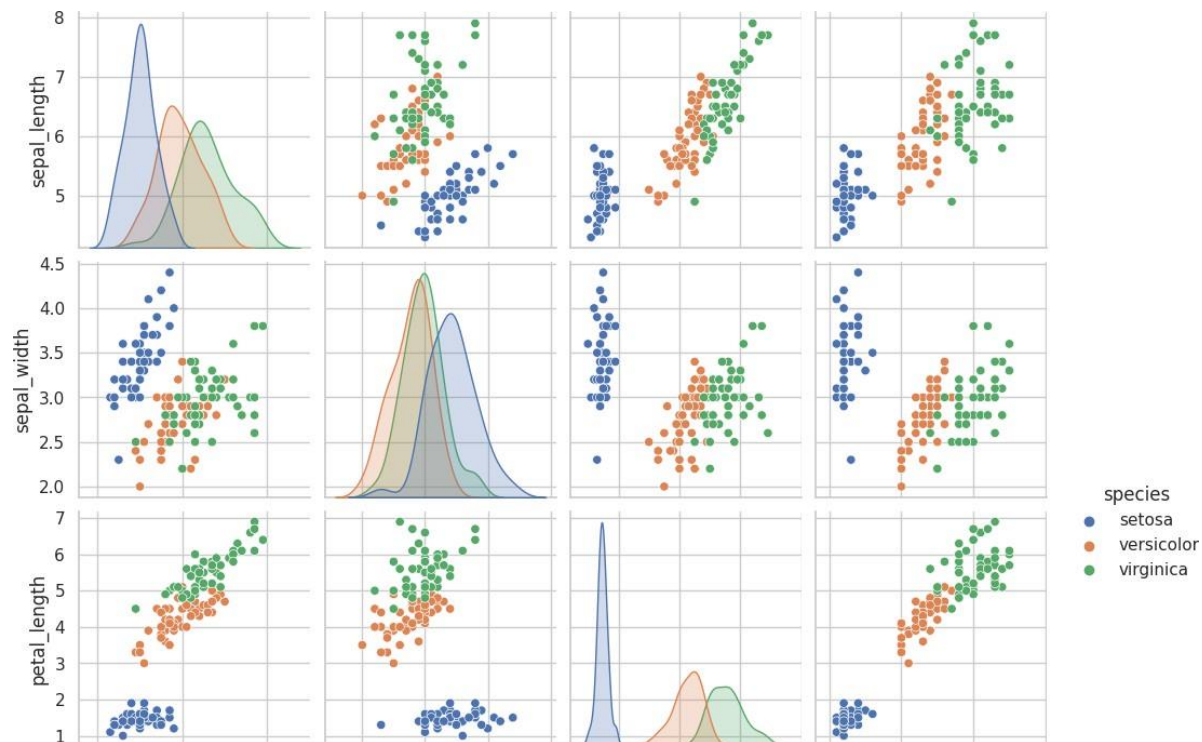 8
7
6
5
sepal_length
4.5
4.0
3.5
3.0
2.5
2.0
sepal_width
7
6
5
4
3
2
1
petal_length
species
setosa
versicolor
virginica